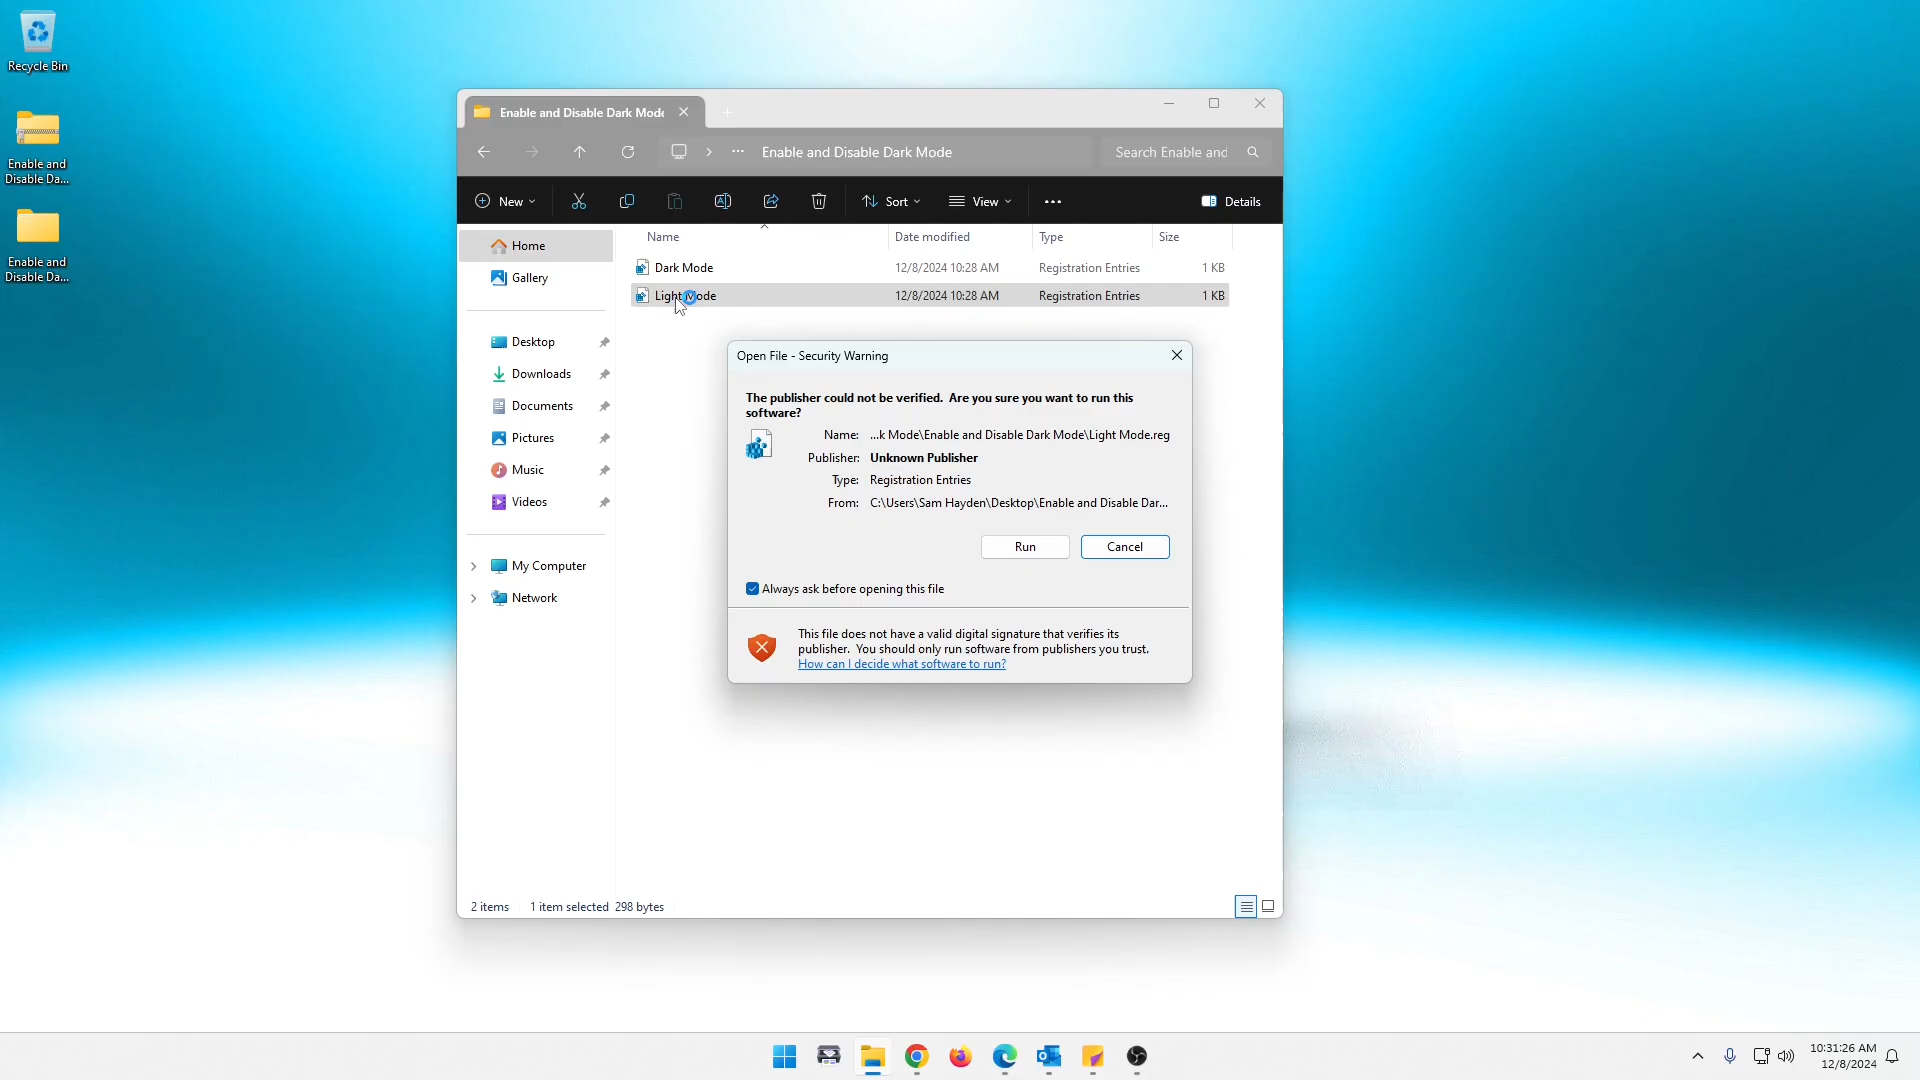 Recycle Bin
Enable and
Disable Da...
Enable and
Disable Da...
Enable and Disable Dark Mode
Enable and Disable Dark Mode
Search Enable and
New
Sort
View
Details
Home
Gallery
Desktop
Downloads
Documents
Pictures
Music
Videos
My Computer
Network
Name Date modified Type Size
Dark Mode 12/8/2024 10:28 AM Registration Entries 1 KB
Light Mode 12/8/2024 10:28 AM Registration Entries 1 KB
Open File - Security Warning
The publisher could not be verified. Are you sure you want to run this
software?
Name: ...k Mode\Enable and Disable Dark Mode\Light Mode.reg
Publisher: Unknown Publisher
Type: Registration Entries
From: C:\Users\Sam Hayden\Desktop\Enable and Disable Dar...
Run Cancel
Always ask before opening this file
This file does not have a valid digital signature that verifies its
publisher. You should only run software from publishers you trust.
How can I decide what software to run?
2 items 1 item selected 298 bytes
10:31:26 AM
12/8/2024